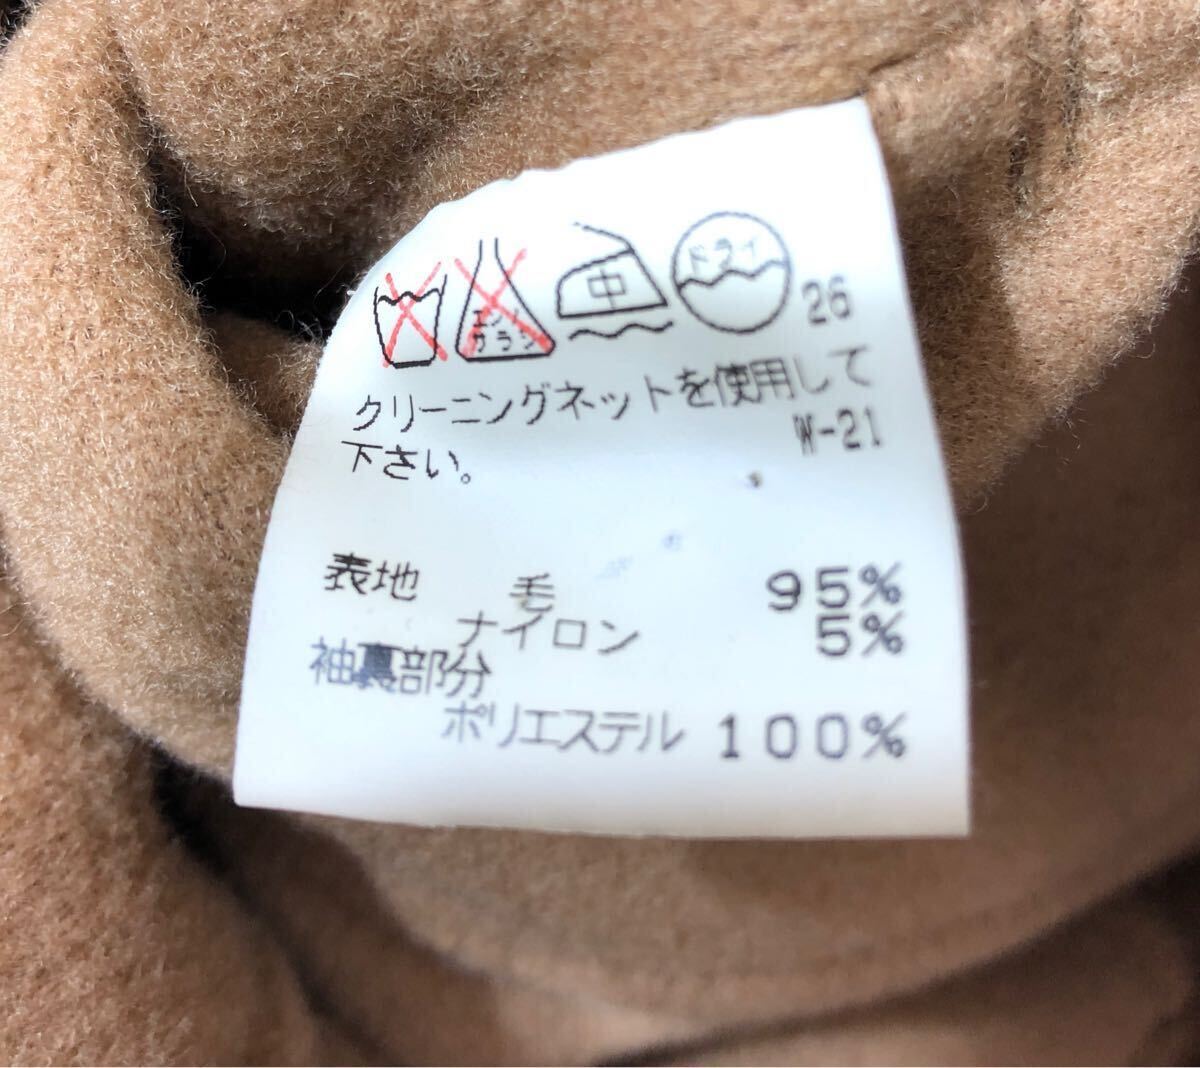 エンソ
サラシ
中
ドライ
26
クリーニングネットを使用して
下さい。
W-21
表地 毛 95%
ナイロン 5%
袖裏部分
ポリエステル 100%